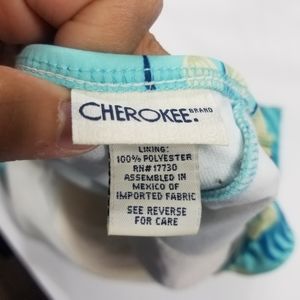 CHEROKEE. BRAND
LINING:
100% POLYESTER
RN# 17730
ASSEMBLED IN
MEXICO OF
IMPORTED FABRIC
SEE REVERSE
FOR CARE